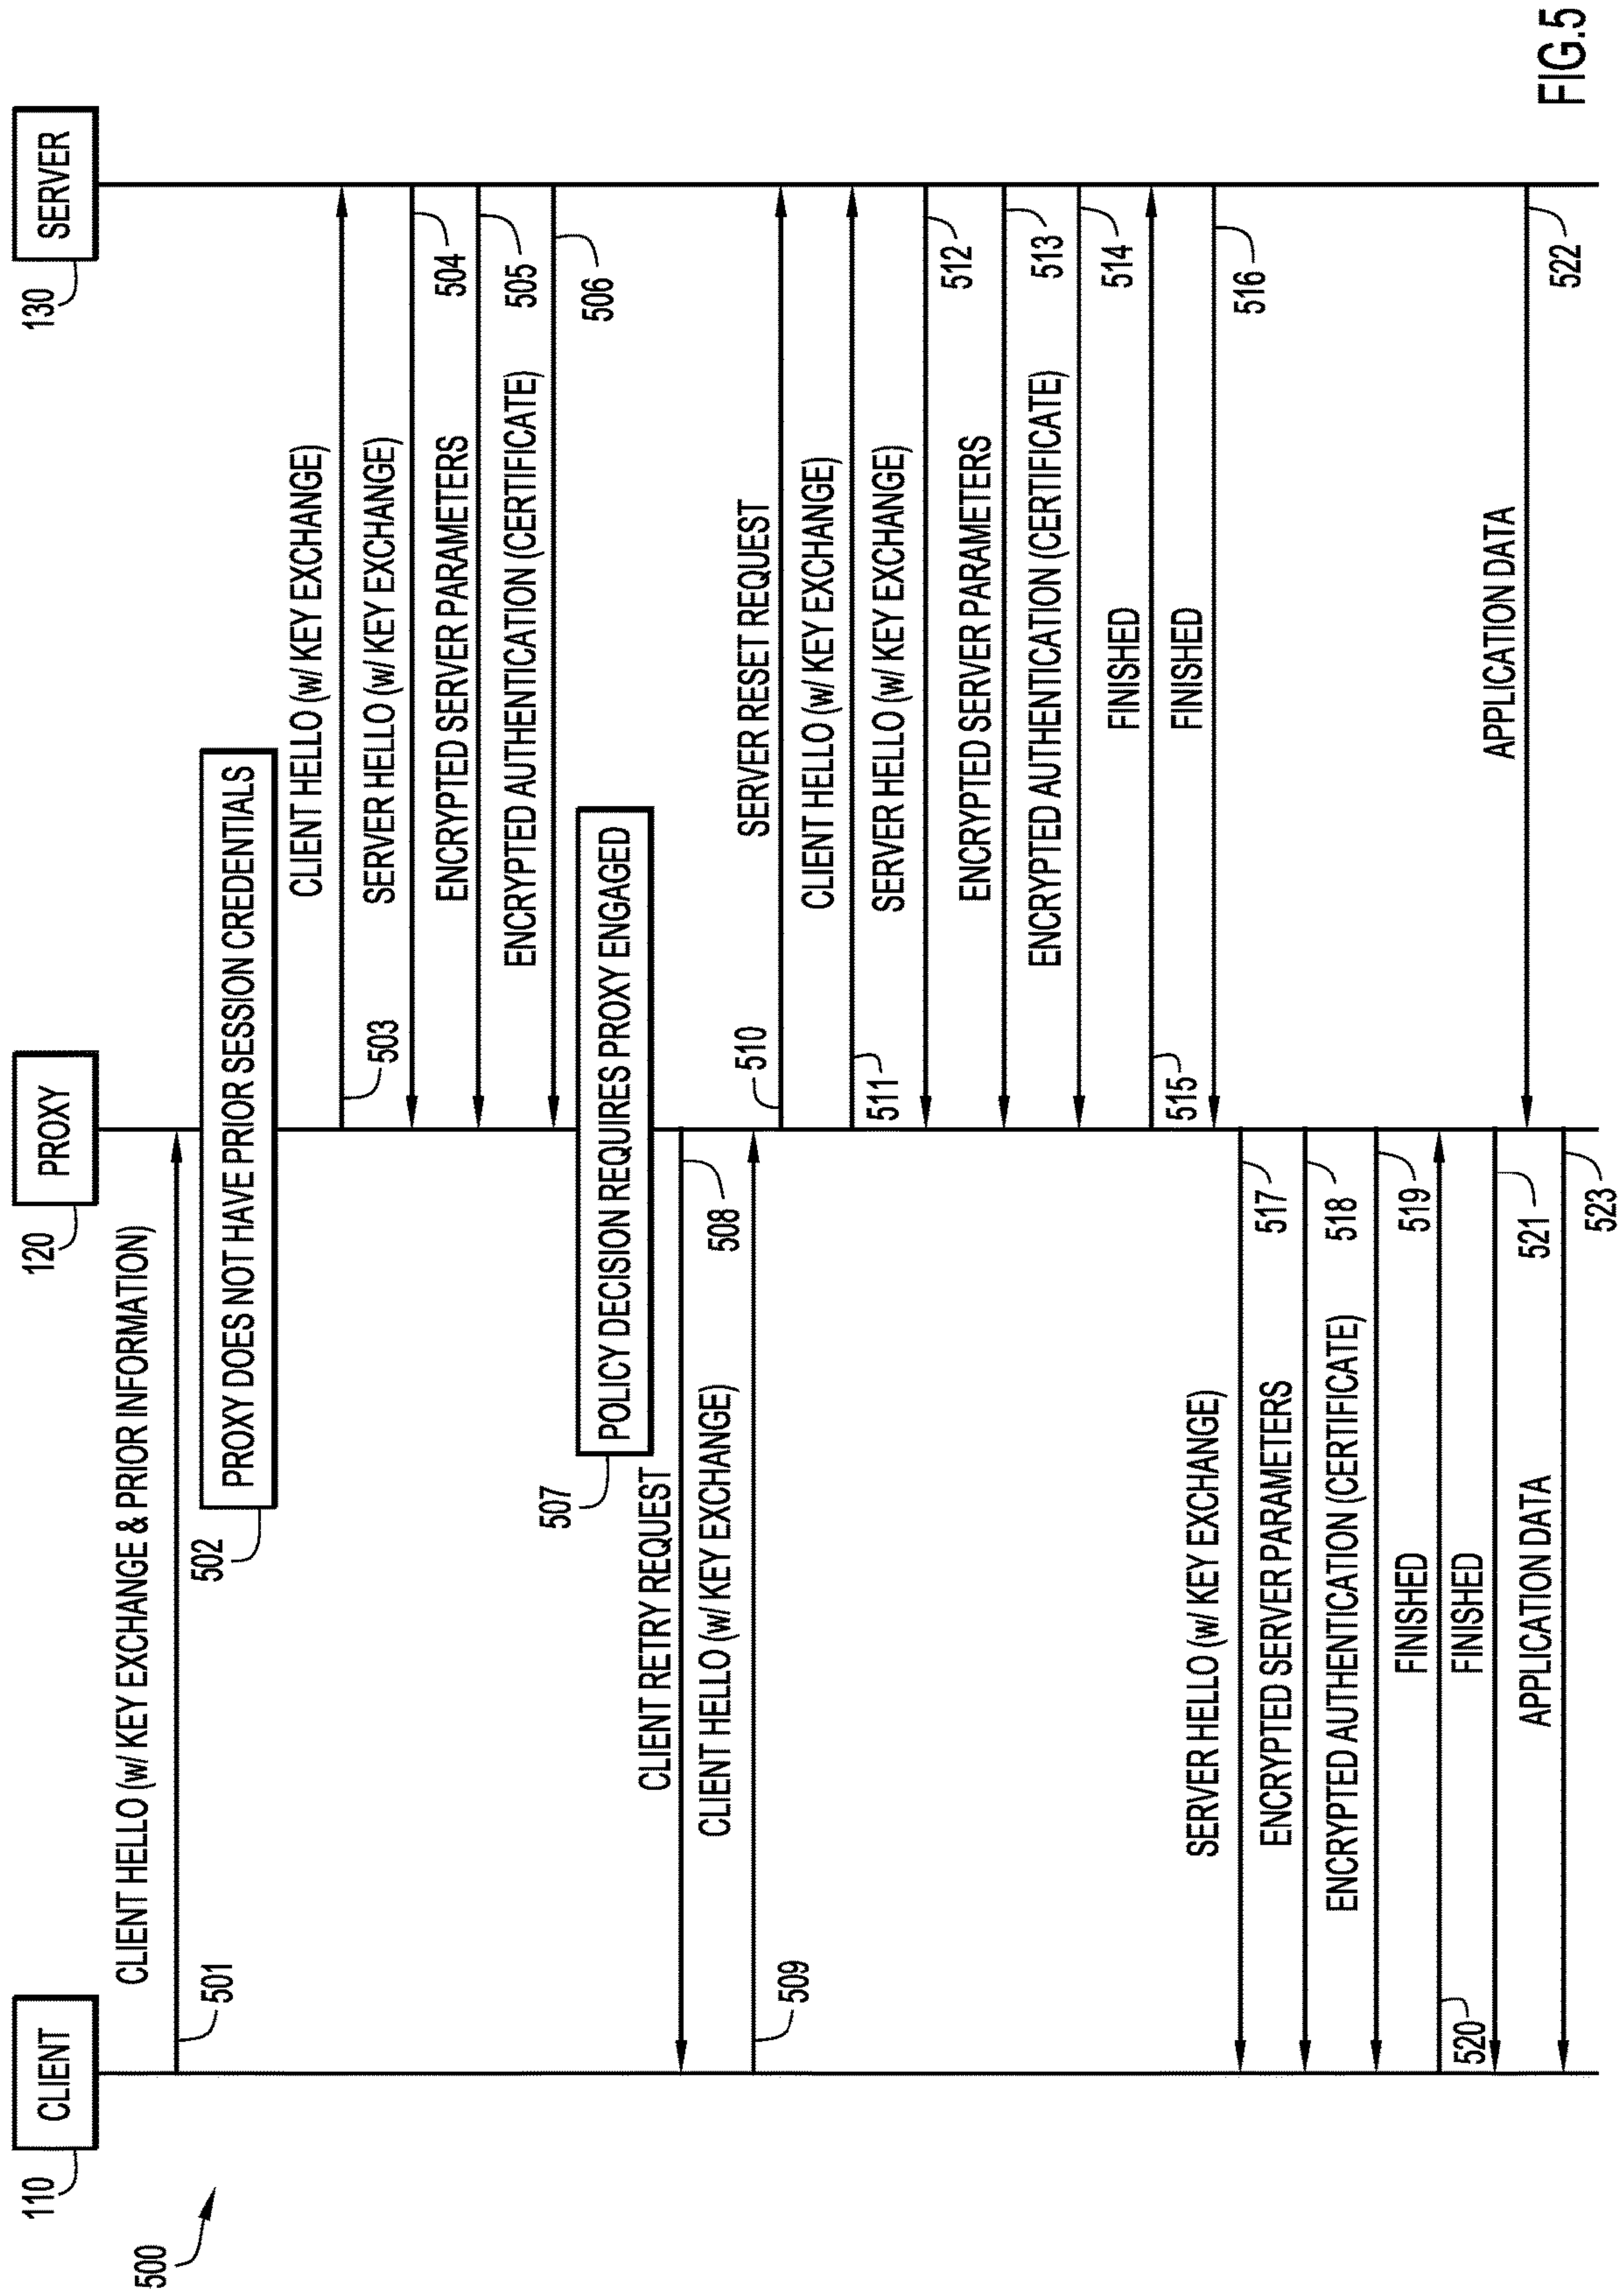 500
110
CLIENT
120
PROXY
130
SERVER
CLIENT HELLO (w/ KEY EXCHANGE & PRIOR INFORMATION)
501
PROXY DOES NOT HAVE PRIOR SESSION CREDENTIALS
502
CLIENT HELLO (w/ KEY EXCHANGE)
503
SERVER HELLO (w/ KEY EXCHANGE)
504
ENCRYPTED SERVER PARAMETERS
505
ENCRYPTED AUTHENTICATION (CERTIFICATE)
506
POLICY DECISION REQUIRES PROXY ENGAGED
507
CLIENT RETRY REQUEST
508
CLIENT HELLO (w/ KEY EXCHANGE)
509
SERVER RESET REQUEST
510
CLIENT HELLO (w/ KEY EXCHANGE)
511
SERVER HELLO (w/ KEY EXCHANGE)
512
ENCRYPTED SERVER PARAMETERS
513
ENCRYPTED AUTHENTICATION (CERTIFICATE)
514
FINISHED
515
FINISHED
516
SERVER HELLO (w/ KEY EXCHANGE)
517
ENCRYPTED SERVER PARAMETERS
518
ENCRYPTED AUTHENTICATION (CERTIFICATE)
519
FINISHED
520
FINISHED
521
APPLICATION DATA
522
APPLICATION DATA
523
FIG.5